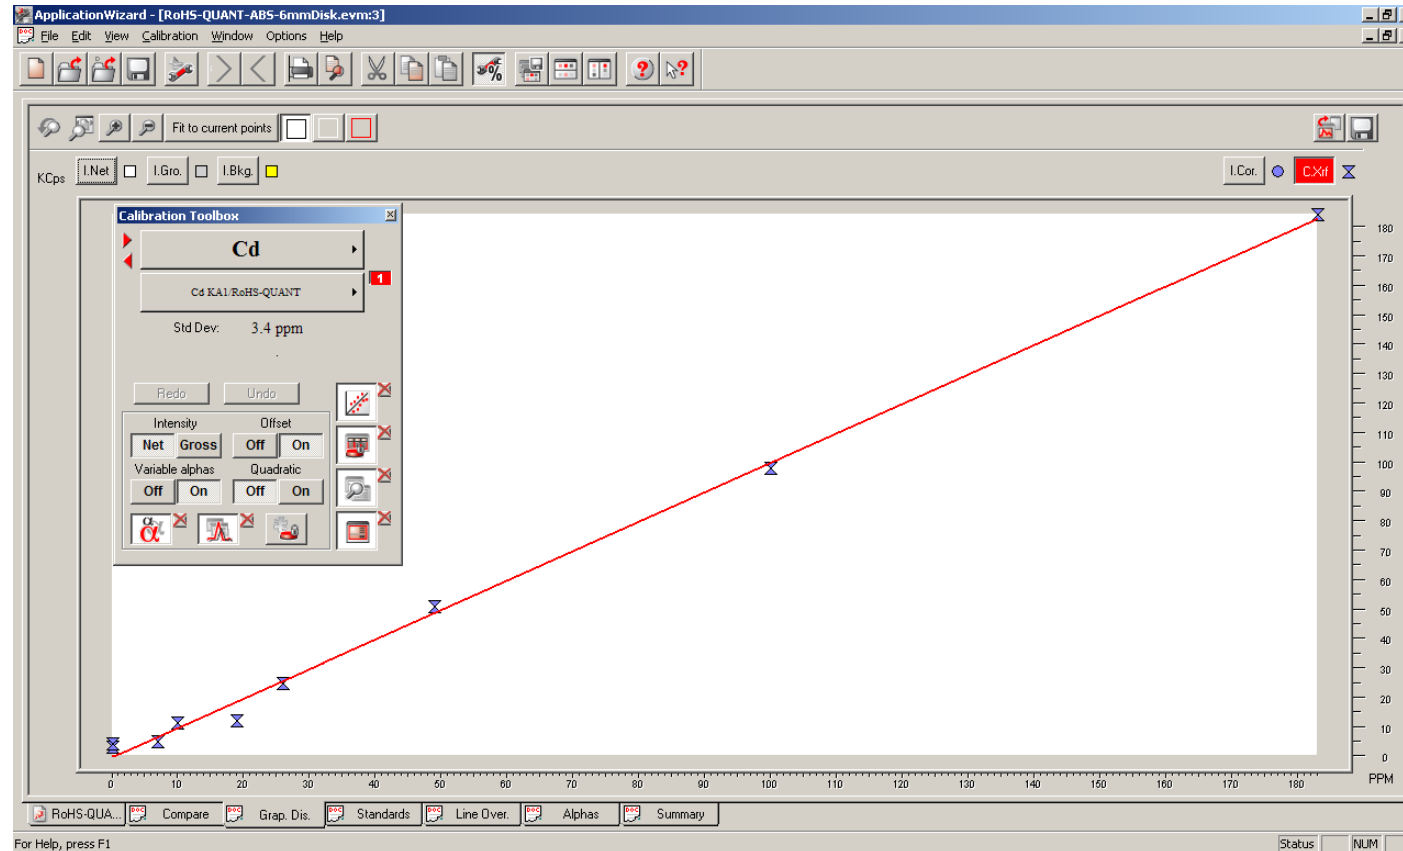 ApplicationWizard - [RoHS-QUANT-ABS-6mmDisk.evm:3]
File Edit View Calibration Window Options Help
Fit to current points
KCps I.Net I.Gro. I.Bkg. I.Cor. C.Xrf
Calibration Toolbox
Cd
1
Cd KA1/RoHS-QUANT
Std Dev: 3.4 ppm
Redo Undo
Intensity Offset
Net Gross Off On
Variable alphas Quadratic
Off On Off On
180
170
160
150
140
130
120
110
100
90
80
70
60
50
40
30
20
10
0
0 10 20 30 40 50 60 70 80 90 100 110 120 130 140 150 160 170 180 PPM
RoHS-QUA... Compare Grap. Dis. Standards Line Over. Alphas Summary
For Help, press F1 Status NUM